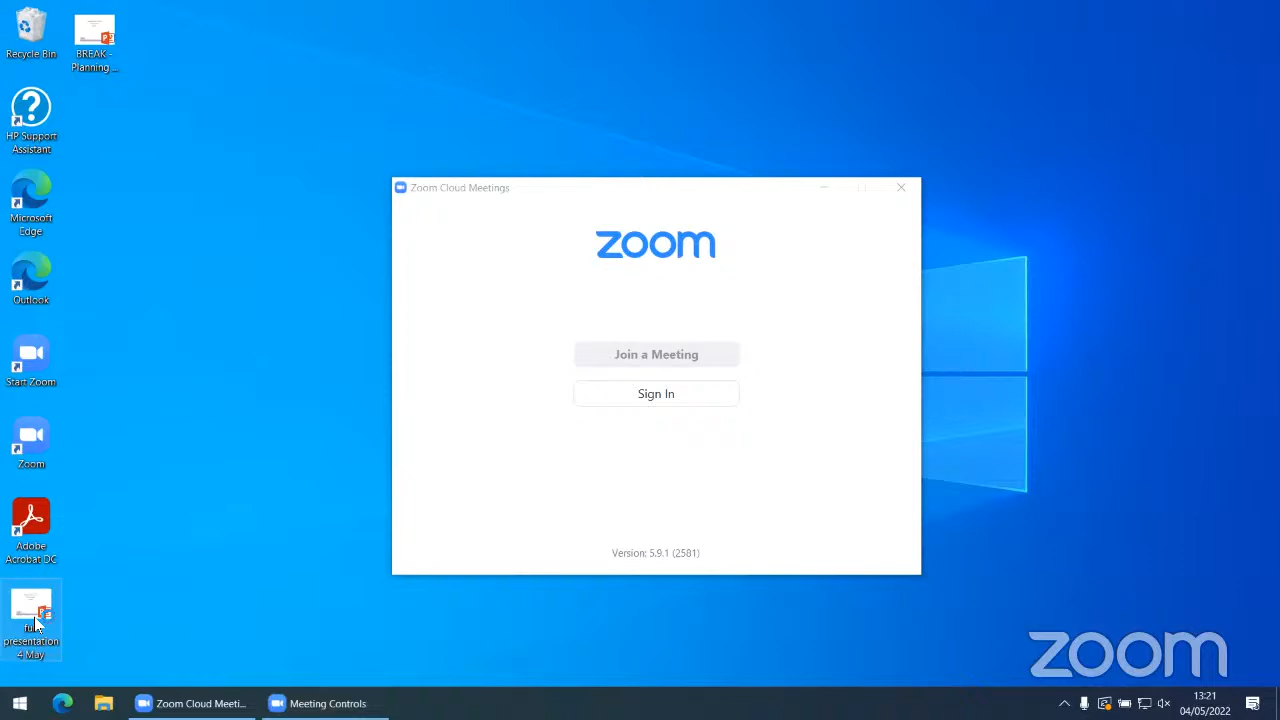 Recycle Bin
BREAK -
Planning ...
HP Support
Assistant
Microsoft
Edge
Outlook
Start Zoom
Zoom
Adobe
Acrobat DC
presentation
4 May
Zoom Cloud Meetings
zoom
Join a Meeting
Sign In
Version: 5.9.1 (2581)
zoom
Zoom Cloud Meeti...
Meeting Controls
13:21
04/05/2022